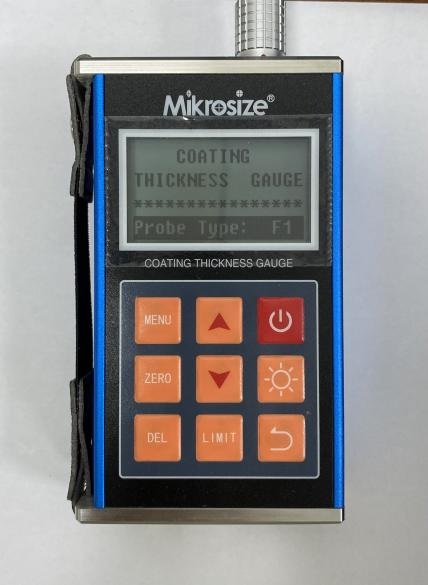 Mikrosize®
COATING
THICKNESS GAUGE
****************
Probe Type: F1
COATING THICKNESS GAUGE
MENU
ZERO
DEL LIMIT